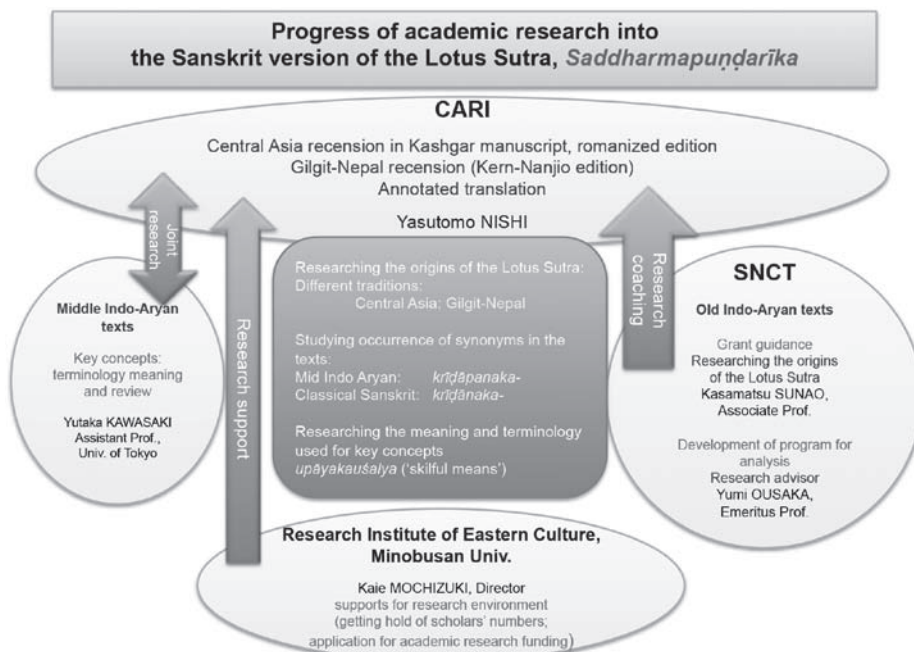 Progress of academic research into
the Sanskrit version of the Lotus Sutra, Saddharmapuṇḍarīka
CARI
Central Asia recension in Kashgar manuscript, romanized edition
Gilgit-Nepal recension (Kern-Nanjio edition)
Annotated translation
Yasutomo NISHI
Joint
research
Research support
Research
coaching
Middle Indo-Aryan
texts
Key concepts:
terminology meaning
and review
Yutaka KAWASAKI
Assistant Prof.,
Univ. of Tokyo
Researching the origins of the Lotus Sutra:
Different traditions:
Central Asia: Gilgit-Nepal
Studying occurrence of synonyms in the
texts:
Mid Indo Aryan: krīḍāpanaka-
Classical Sanskrit: krīḍānaka-
Researching the meaning and terminology
used for key concepts
upāyakauśalya ('skilful means')
SNCT
Old Indo-Aryan texts
Grant guidance
Researching the origins
of the Lotus Sutra
Kasamatsu SUNAO,
Associate Prof.
Development of program for
analysis
Research advisor
Yumi OUSAKA,
Emeritus Prof.
Research Institute of Eastern Culture,
Minobusan Univ.
Kaie MOCHIZUKI, Director
supports for research environment
(getting hold of scholars' numbers;
application for academic research funding)